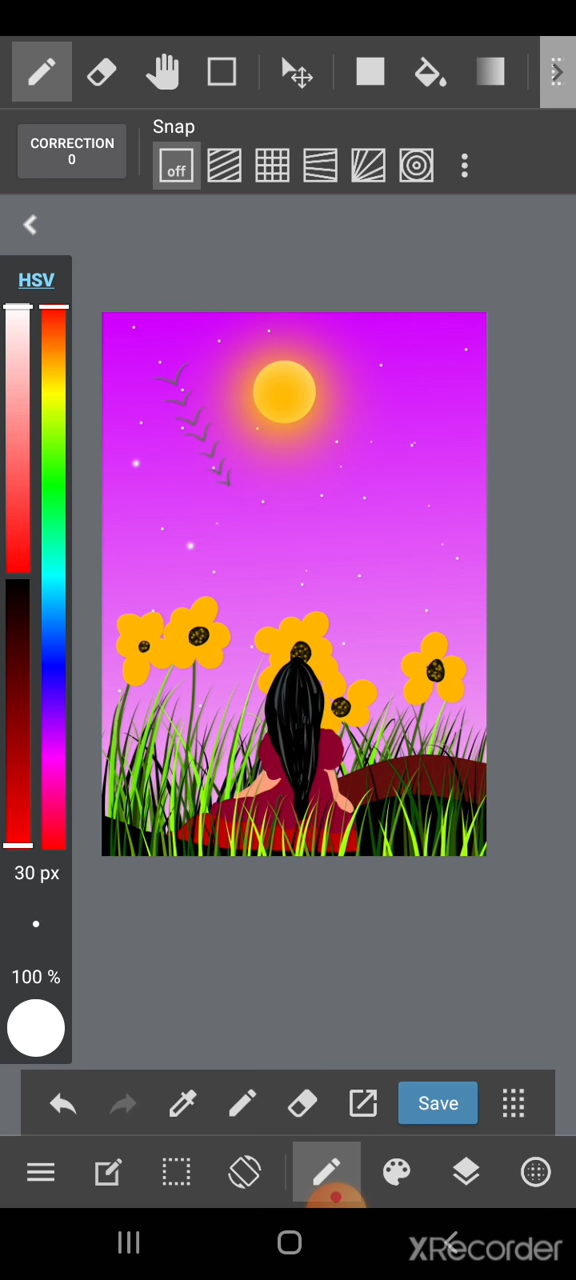 CORRECTION
0
Snap
off
HSV
30 px
100 %
Save
XRecorder